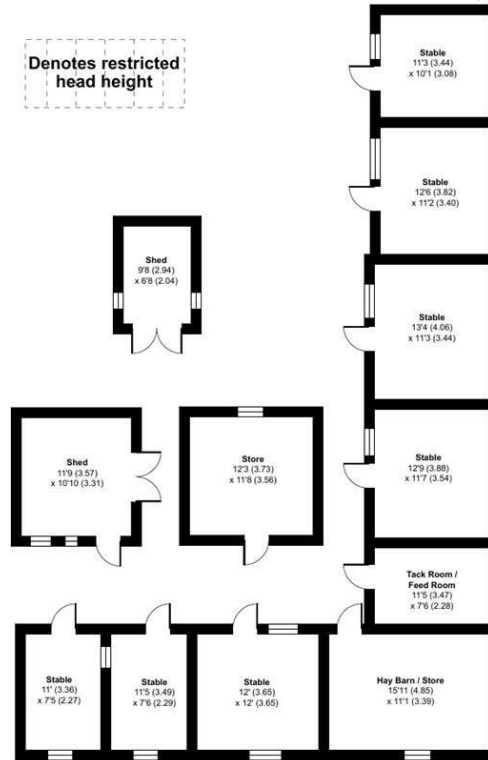 Denotes restricted
head height
Stable
11'3 (3.44)
x 10'1 (3.08)
Stable
12'6 (3.82)
x 11'2 (3.40)
Shed
9'8 (2.94)
x 6'8 (2.04)
Stable
13'4 (4.06)
x 11'3 (3.44)
Shed
11'9 (3.57)
x 10'10 (3.31)
Store
12'3 (3.73)
x 11'8 (3.56)
Stable
12'9 (3.88)
x 11'7 (3.54)
Tack Room /
Feed Room
11'5 (3.47)
x 7'6 (2.28)
Stable
11' (3.36)
x 7'5 (2.27)
Stable
11'5 (3.49)
x 7'6 (2.29)
Stable
12' (3.65)
x 12' (3.65)
Hay Barn / Store
15'11 (4.85)
x 11'1 (3.39)